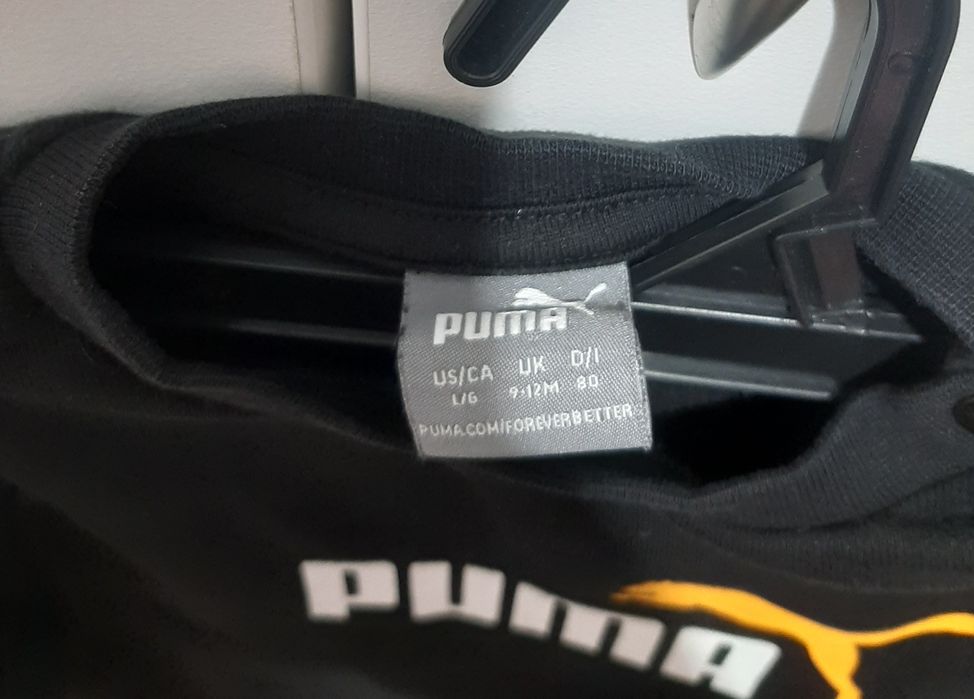 PUMA
US/CA UK D/I
L/G 9-12M 80
PUMA.COM/FOREVERBETTER
PUMA